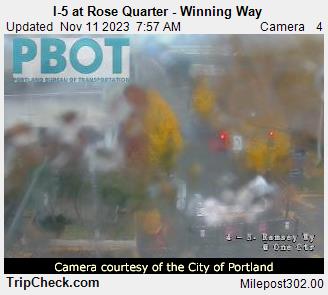 I-5 at Rose Quarter - Winning Way
Updated Nov 11 2023 7:57 AM Camera 4
PBOT
PORTLAND BUREAU OF TRANSPORTATION
4 - S. Ramsey Wy
W One Ctr
Camera courtesy of the City of Portland
TripCheck.com Milepost302.00